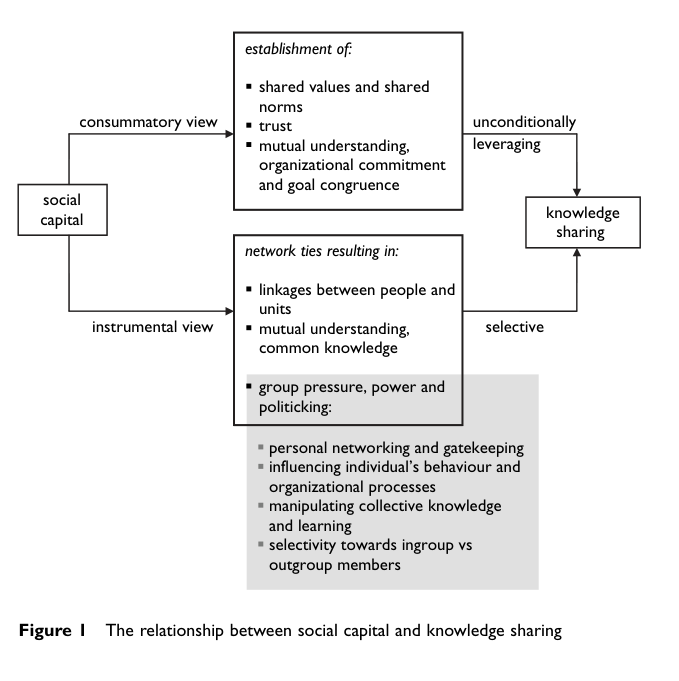 establishment of:
▪ shared values and shared
norms
▪ trust
▪ mutual understanding,
organizational commitment
and goal congruence
consummatory view
unconditionally
leveraging
social
capital
knowledge
sharing
network ties resulting in:
▪ linkages between people and
units
▪ mutual understanding,
common knowledge
▪ group pressure, power and
politicking:
instrumental view
selective
▪ personal networking and gatekeeping
▪ influencing individual's behaviour and
organizational processes
▪ manipulating collective knowledge
and learning
▪ selectivity towards ingroup vs
outgroup members
Figure 1 The relationship between social capital and knowledge sharing